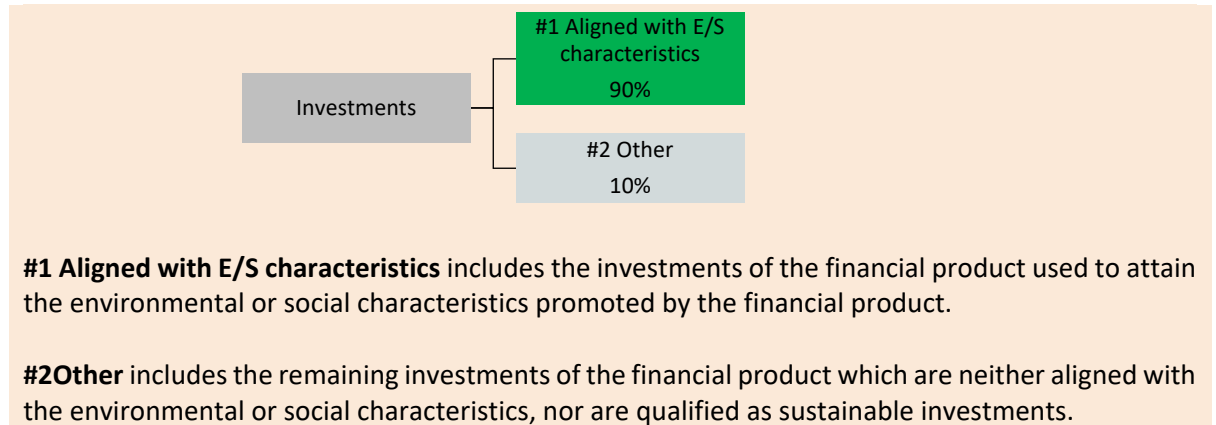 #1 Aligned with E/S
characteristics
90%
Investments
#2 Other
10%
#1 Aligned with E/S characteristics includes the investments of the financial product used to attain
the environmental or social characteristics promoted by the financial product.
#2Other includes the remaining investments of the financial product which are neither aligned with
the environmental or social characteristics, nor are qualified as sustainable investments.